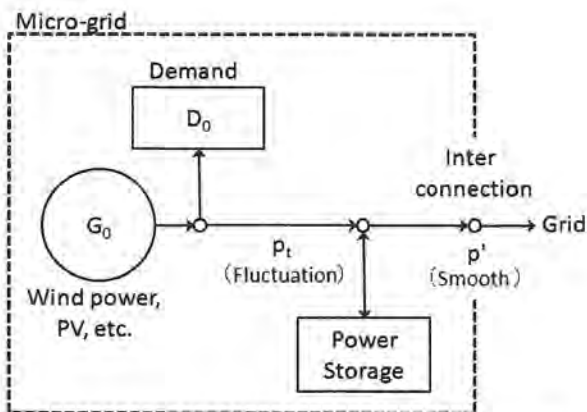 Micro-grid
Demand
D₀
Inter
connection
G₀
Grid
pₜ
(Fluctuation)
p'
(Smooth)
Wind power,
PV, etc.
Power
Storage